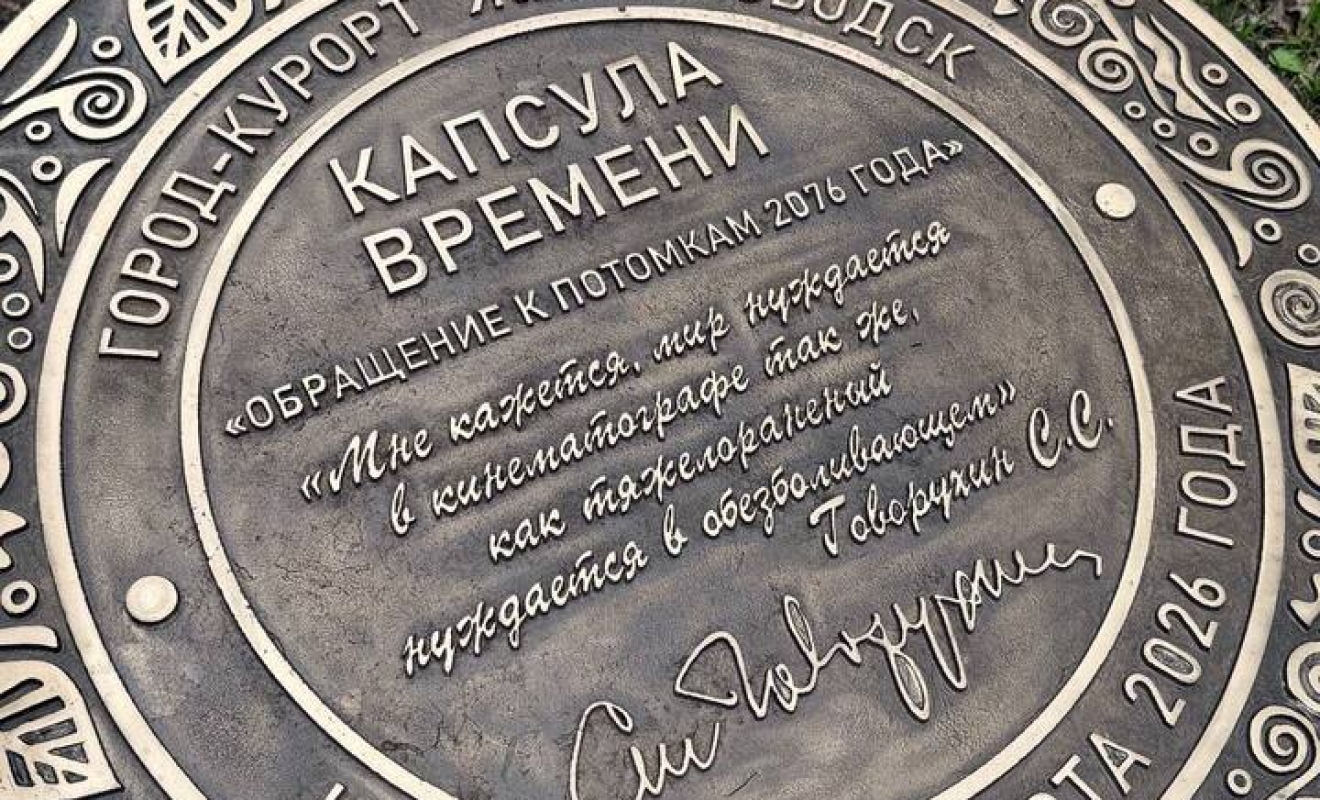 ГОРОД-КУРОРТ
КАПСУЛА
ВРЕМЕНИ
«ОБРАЩЕНИЕ К ПОТОМКАМ 2076 ГОДА»
«Мне кажется, мир нуждается
в кинематографе так же,
как тяжелораненый
нуждается в обезболивающем»
Говорухин С.С.
2026 ГОДА